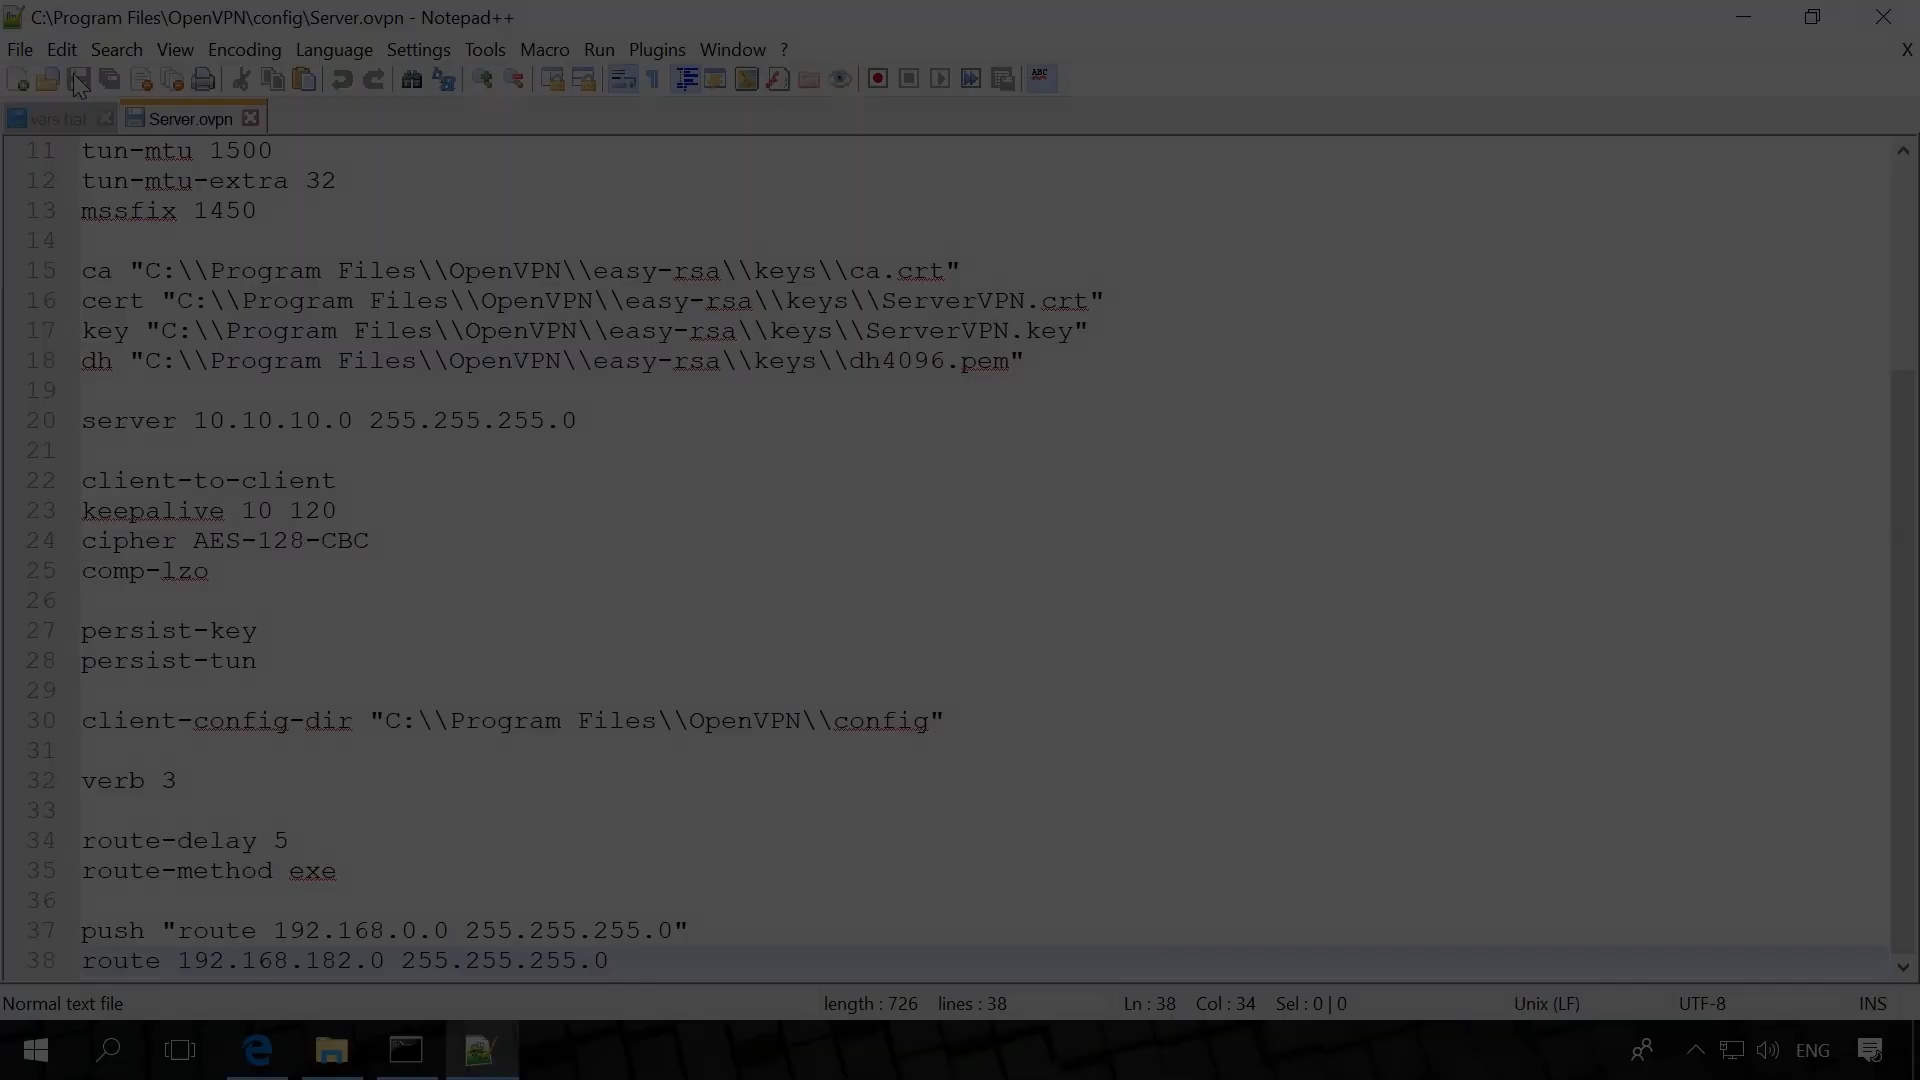 C:\Program Files\OpenVPN\config\Server.ovpn - Notepad++
File Edit Search View Encoding Language Settings Tools Macro Run Plugins Window ? X
ABC
vars.bat Server.ovpn
11 tun-mtu 1500
12 tun-mtu-extra 32
13 mssfix 1450
14
15 ca "C:\\Program Files\\OpenVPN\\easy-rsa\\keys\\ca.crt"
16 cert "C:\\Program Files\\OpenVPN\\easy-rsa\\keys\\ServerVPN.crt"
17 key "C:\\Program Files\\OpenVPN\\easy-rsa\\keys\\ServerVPN.key"
18 dh "C:\\Program Files\\OpenVPN\\easy-rsa\\keys\\dh4096.pem"
19
20 server 10.10.10.0 255.255.255.0
21
22 client-to-client
23 keepalive 10 120
24 cipher AES-128-CBC
25 comp-lzo
26
27 persist-key
28 persist-tun
29
30 client-config-dir "C:\\Program Files\\OpenVPN\\config"
31
32 verb 3
33
34 route-delay 5
35 route-method exe
36
37 push "route 192.168.0.0 255.255.255.0"
38 route 192.168.182.0 255.255.255.0
Normal text file length : 726 lines : 38 Ln : 38 Col : 34 Sel : 0 | 0 Unix (LF) UTF-8 INS
ENG